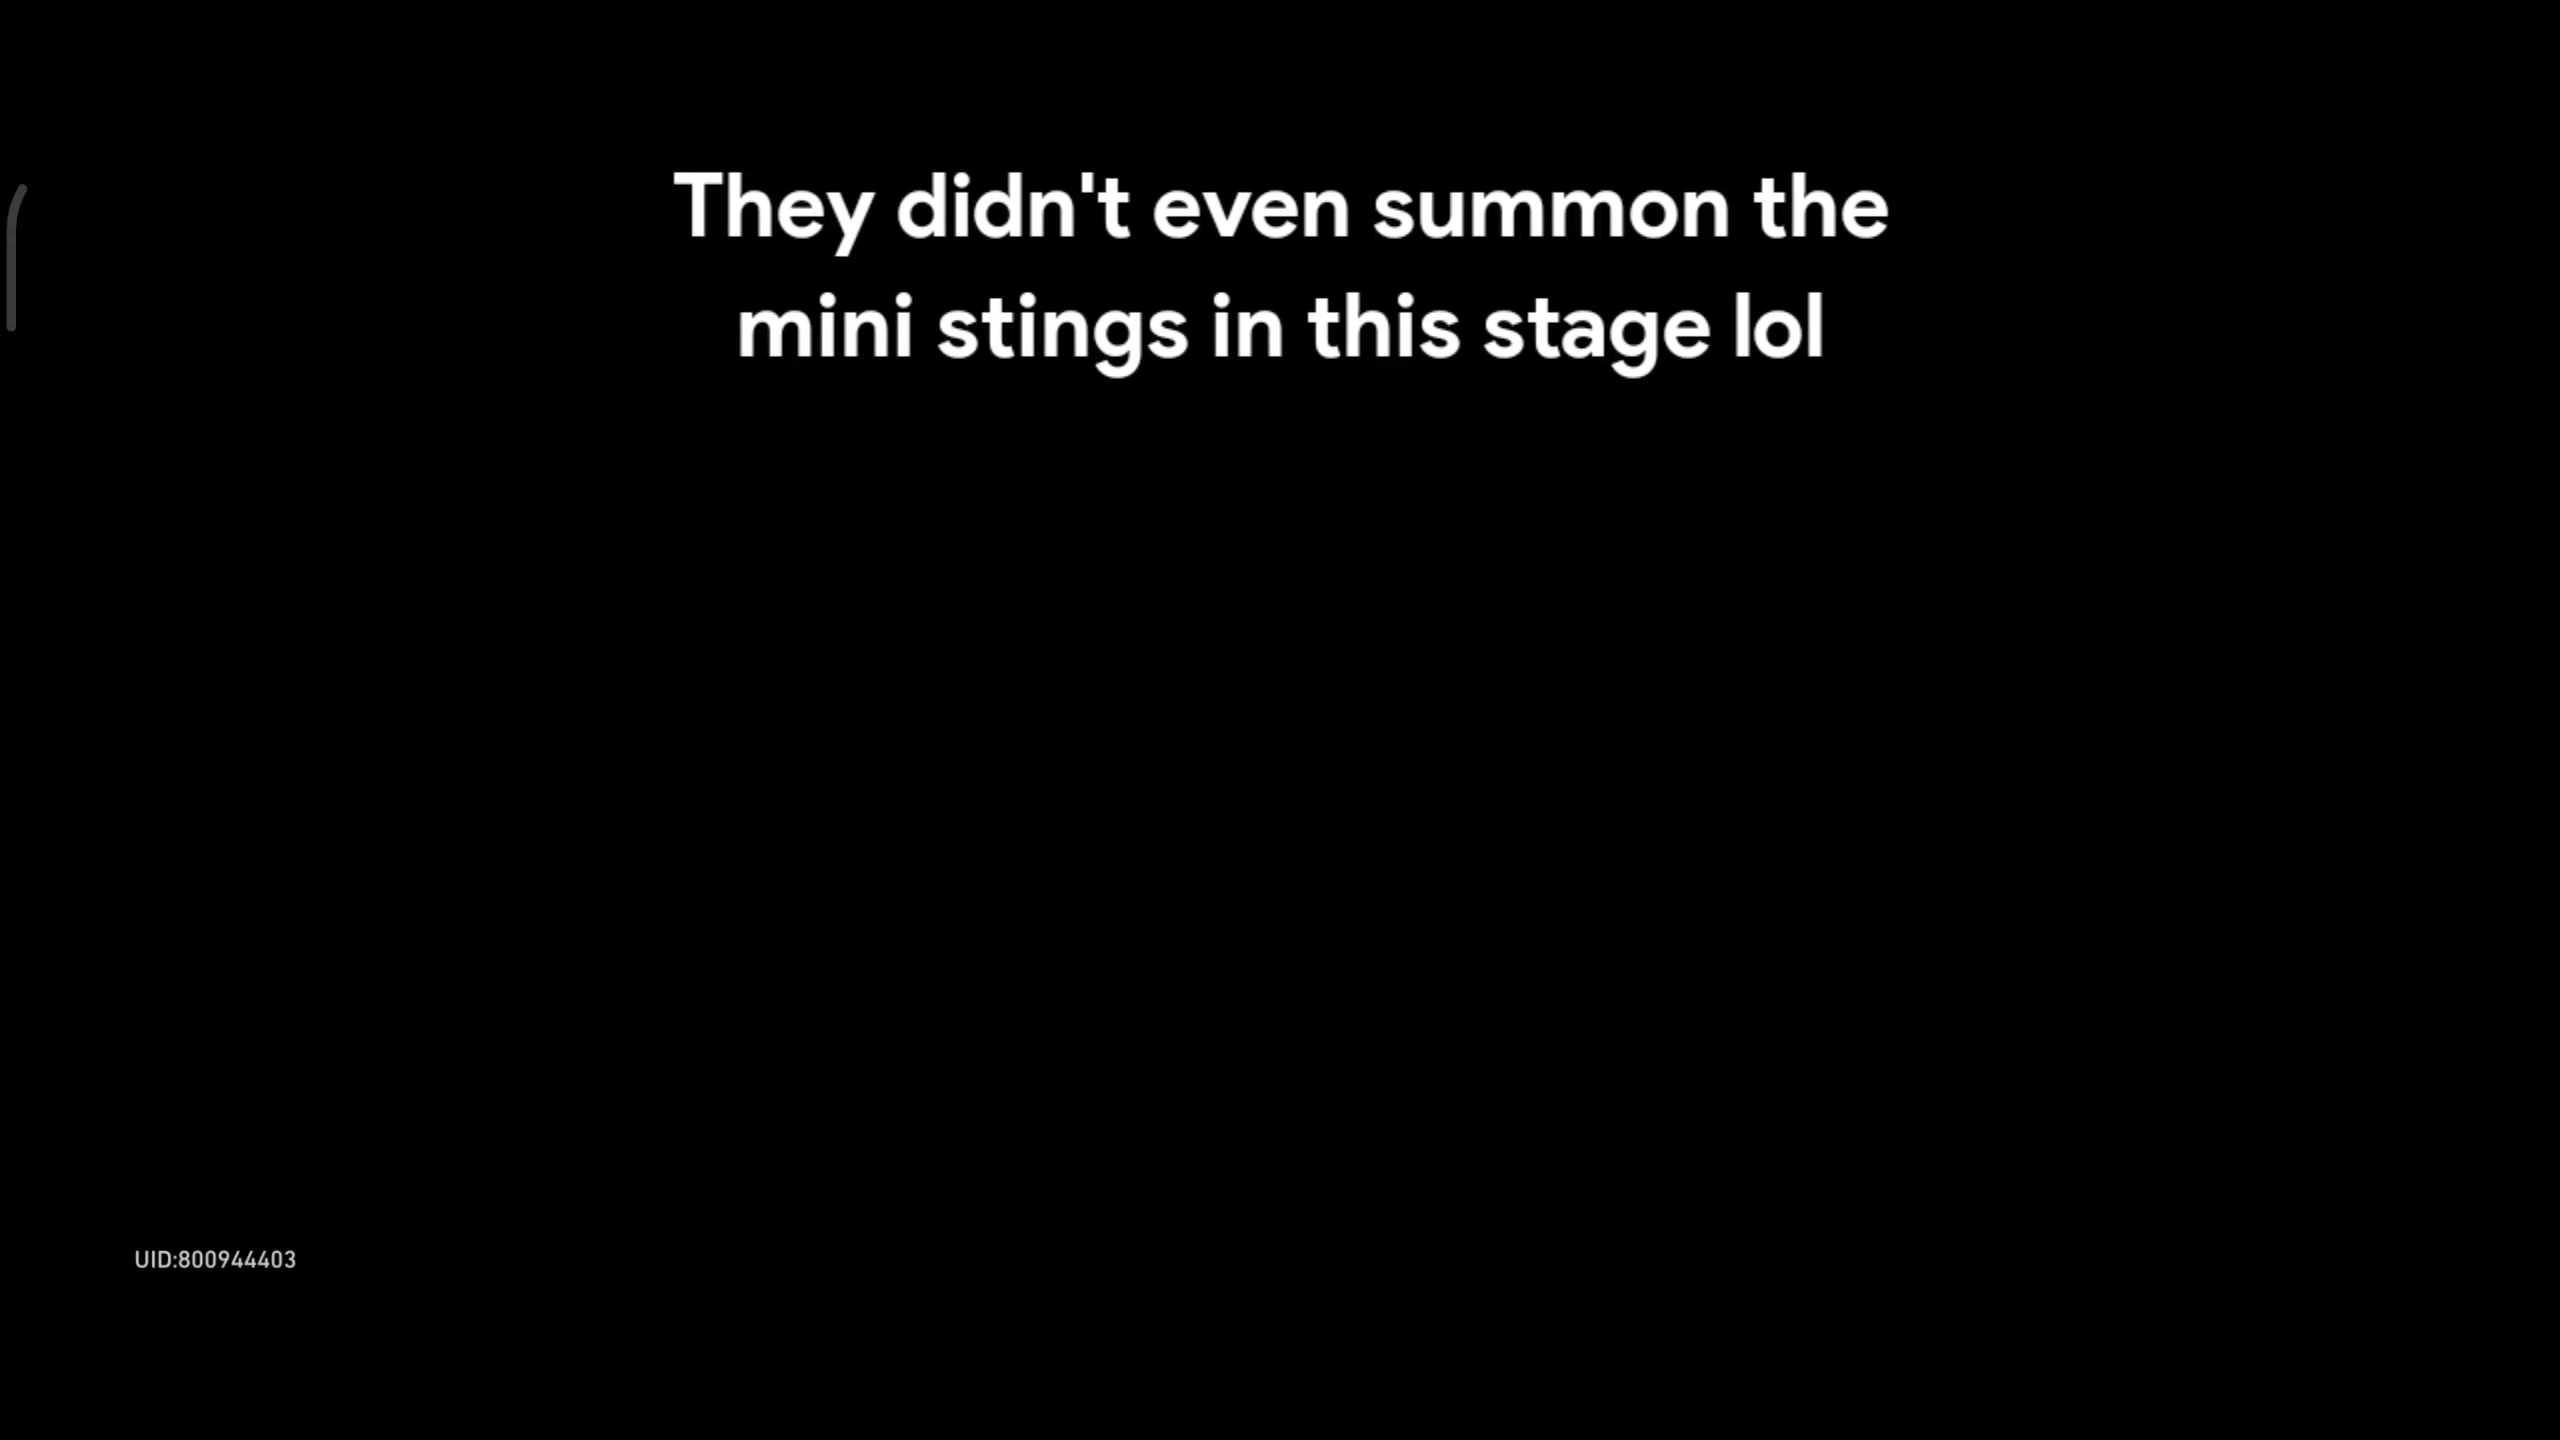 They didn't even summon the
mini stings in this stage lol
UID:800944403